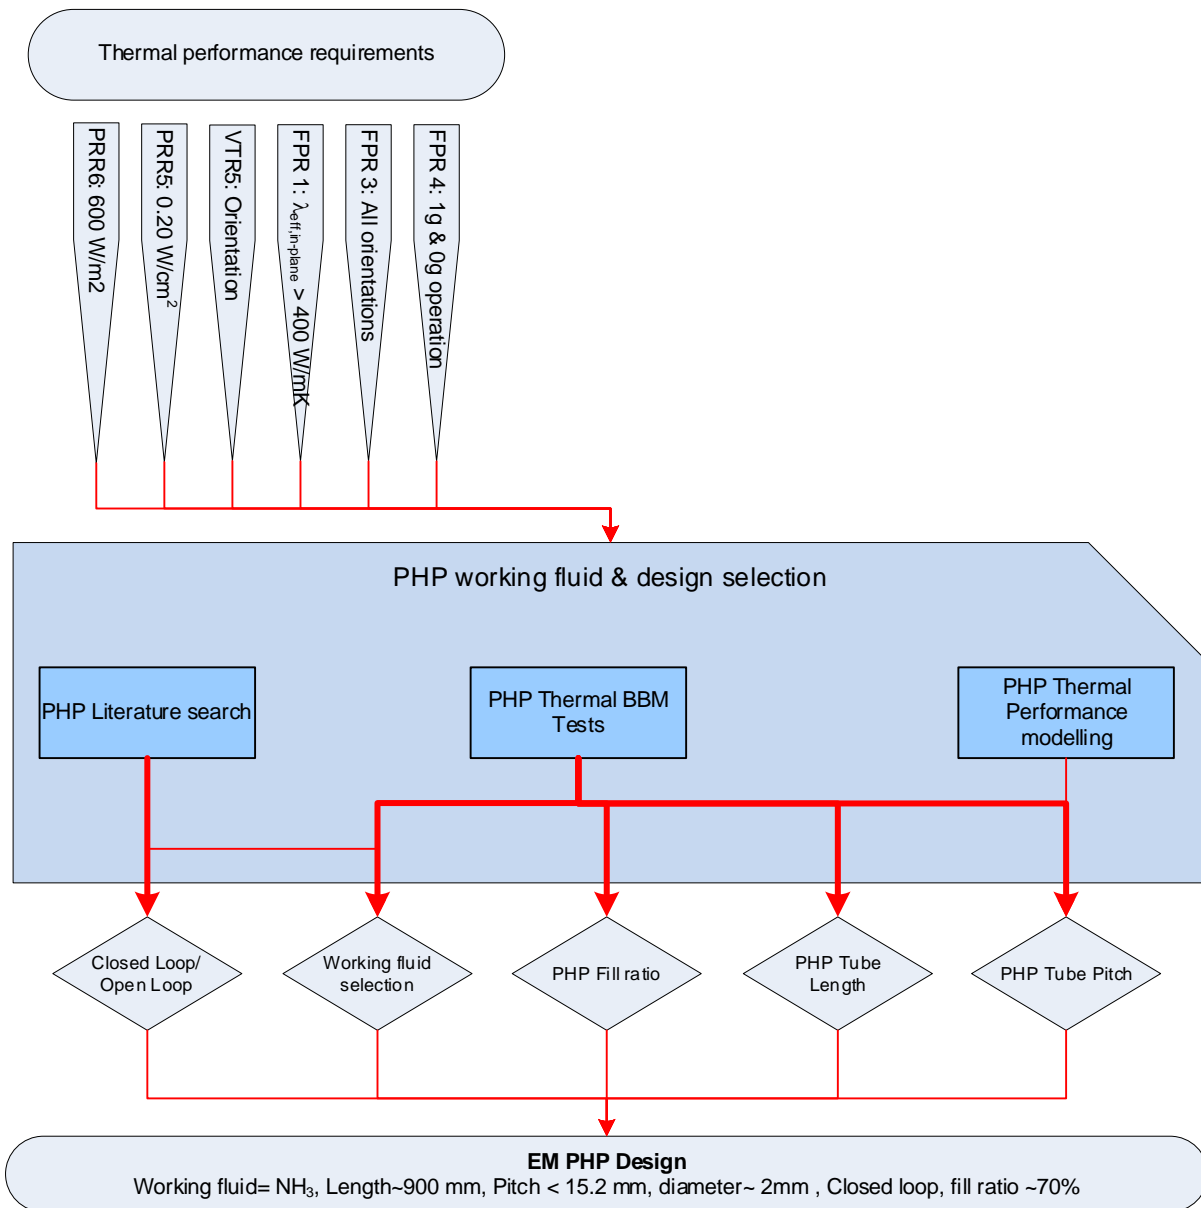 Thermal performance requirements
PRR6: 600 W/m2
PRR5: 0.20 W/cm²
VTR5: Orientation
FPR 1: λeff,in-plane > 400 W/mK
FPR 3: All orientations
FPR 4: 1g & 0g operation
PHP working fluid & design selection
PHP Literature search
PHP Thermal BBM
Tests
PHP Thermal
Performance
modelling
Closed Loop/
Open Loop
Working fluid
selection
PHP Fill ratio
PHP Tube
Length
PHP Tube Pitch
EM PHP Design
Working fluid= NH₃, Length~900 mm, Pitch < 15.2 mm, diameter~ 2mm , Closed loop, fill ratio ~70%